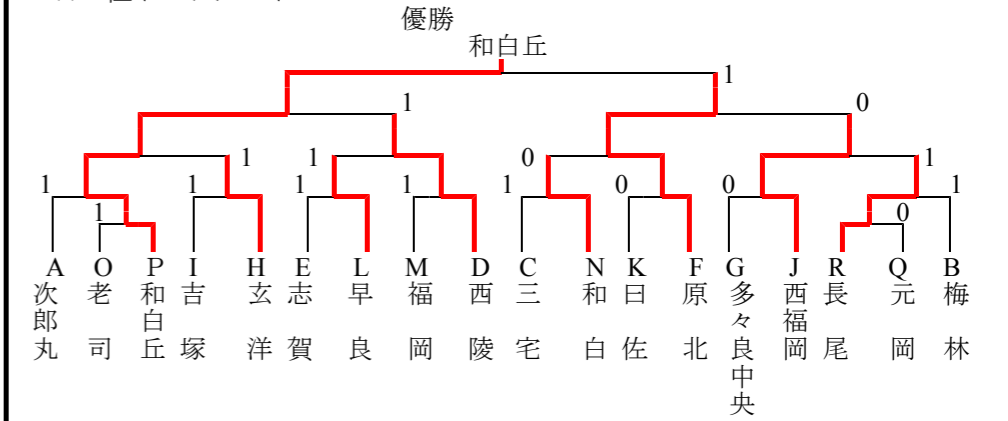 優勝
和白丘
1
1 0
1 1 0 1
1 1 1 1 1 0 0 1
1 0
A O P I H E L M D C N K F G J R Q B
次郎丸
老司
和白丘
吉塚
玄洋
志賀
早良
福岡
西陵
三宅
和白
曰佐
原北
多々良中央
西福岡
長尾
元岡
梅林